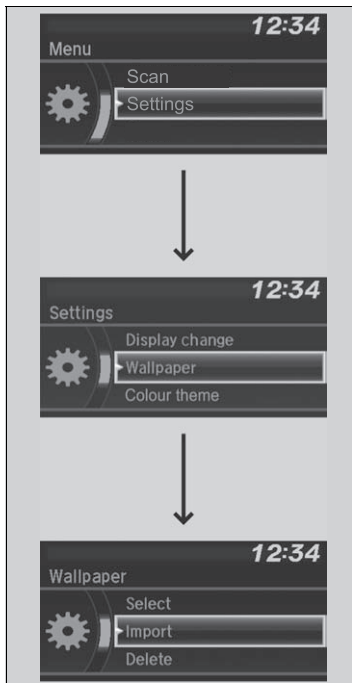 12:34
Menu
Scan
Settings
12:34
Settings
Display change
Wallpaper
Colour theme
12:34
Wallpaper
Select
Import
Delete